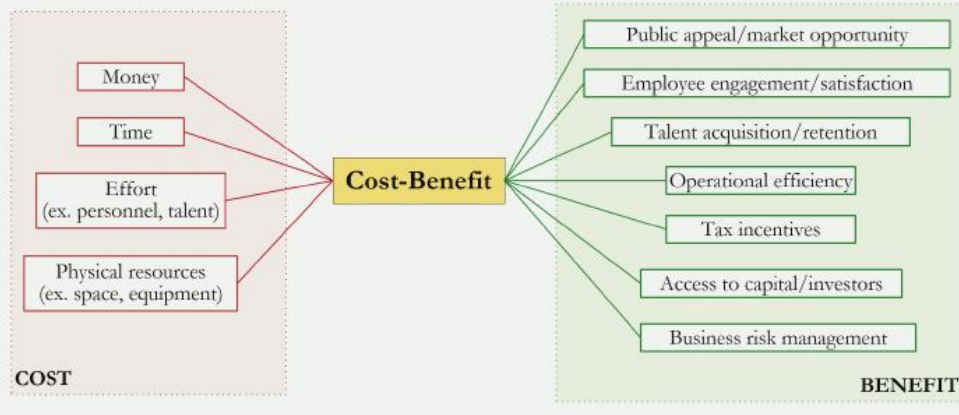 Money
Time
Effort
(ex. personnel, talent)
Physical resources
(ex. space, equipment)
COST
Cost-Benefit
Public appeal/market opportunity
Employee engagement/satisfaction
Talent acquisition/retention
Operational efficiency
Tax incentives
Access to capital/investors
Business risk management
BENEFIT